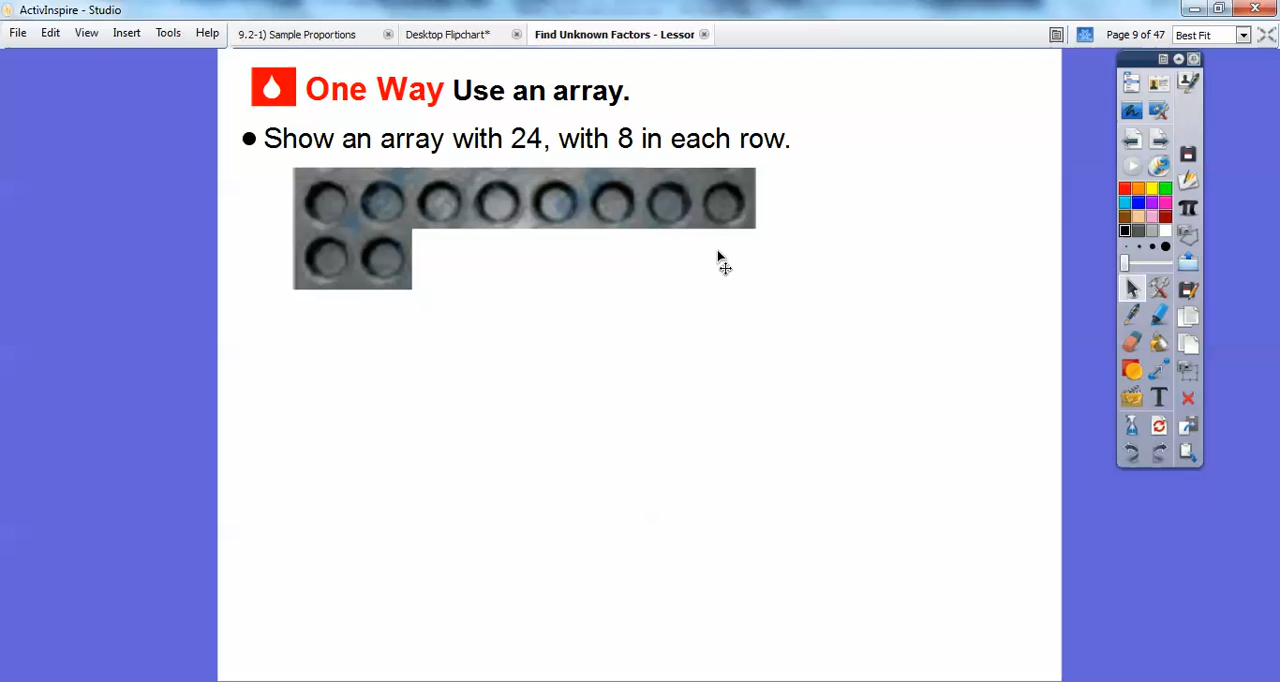 ActivInspire - Studio
File Edit View Insert Tools Help 9.2-1) Sample Proportions Desktop Flipchart* Find Unknown Factors - Lessor Page 9 of 47 Best Fit
One Way Use an array.
● Show an array with 24, with 8 in each row.